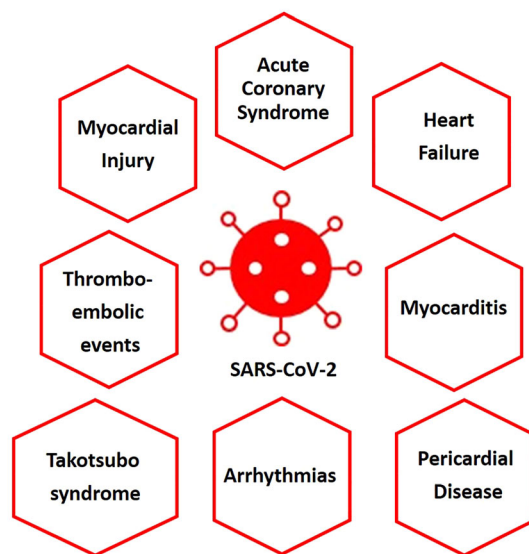 Acute
Coronary
Syndrome
Myocardial
Injury
Heart
Failure
Thrombo-
embolic
events
Myocarditis
SARS-CoV-2
Takotsubo
syndrome
Arrhythmias
Pericardial
Disease